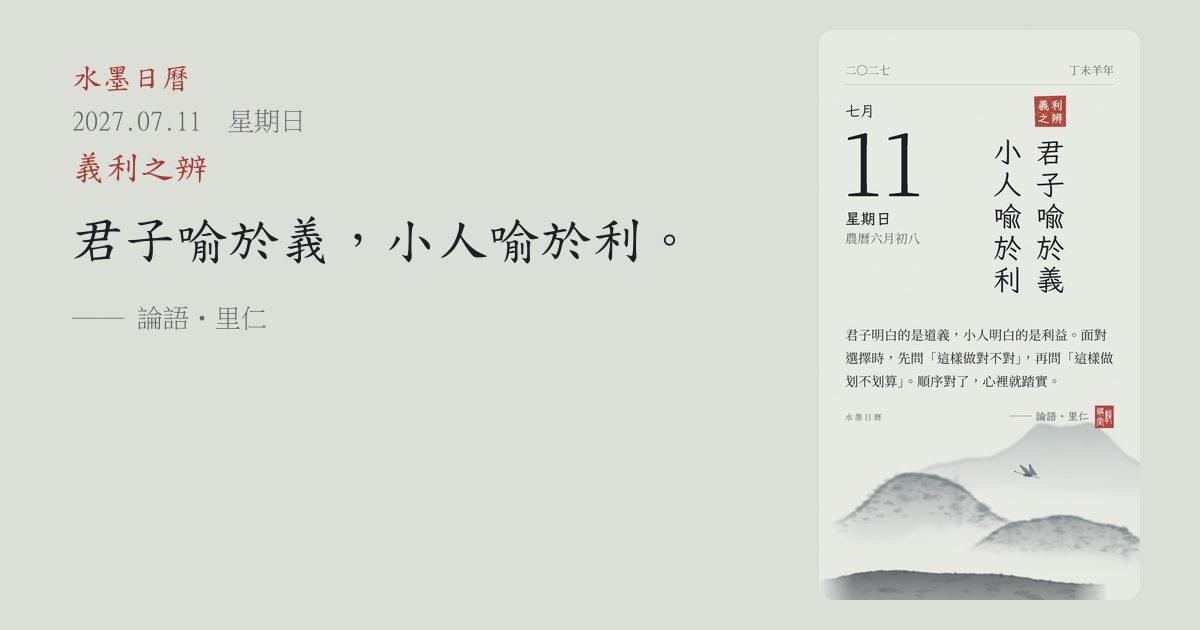 水墨日曆
2027.07.11 星期日
義利之辨
君子喻於義，小人喻於利。
—— 論語・里仁
二〇二七
丁未羊年
七月
11
星期日
農曆六月初八
義利
之辨
君子喻於義
小人喻於利
君子明白的是道義，小人明白的是利益。面對
選擇時，先問「這樣做對不對」，再問「這樣做
划不划算」。順序對了，心裡就踏實。
水墨日曆
—— 論語・里仁